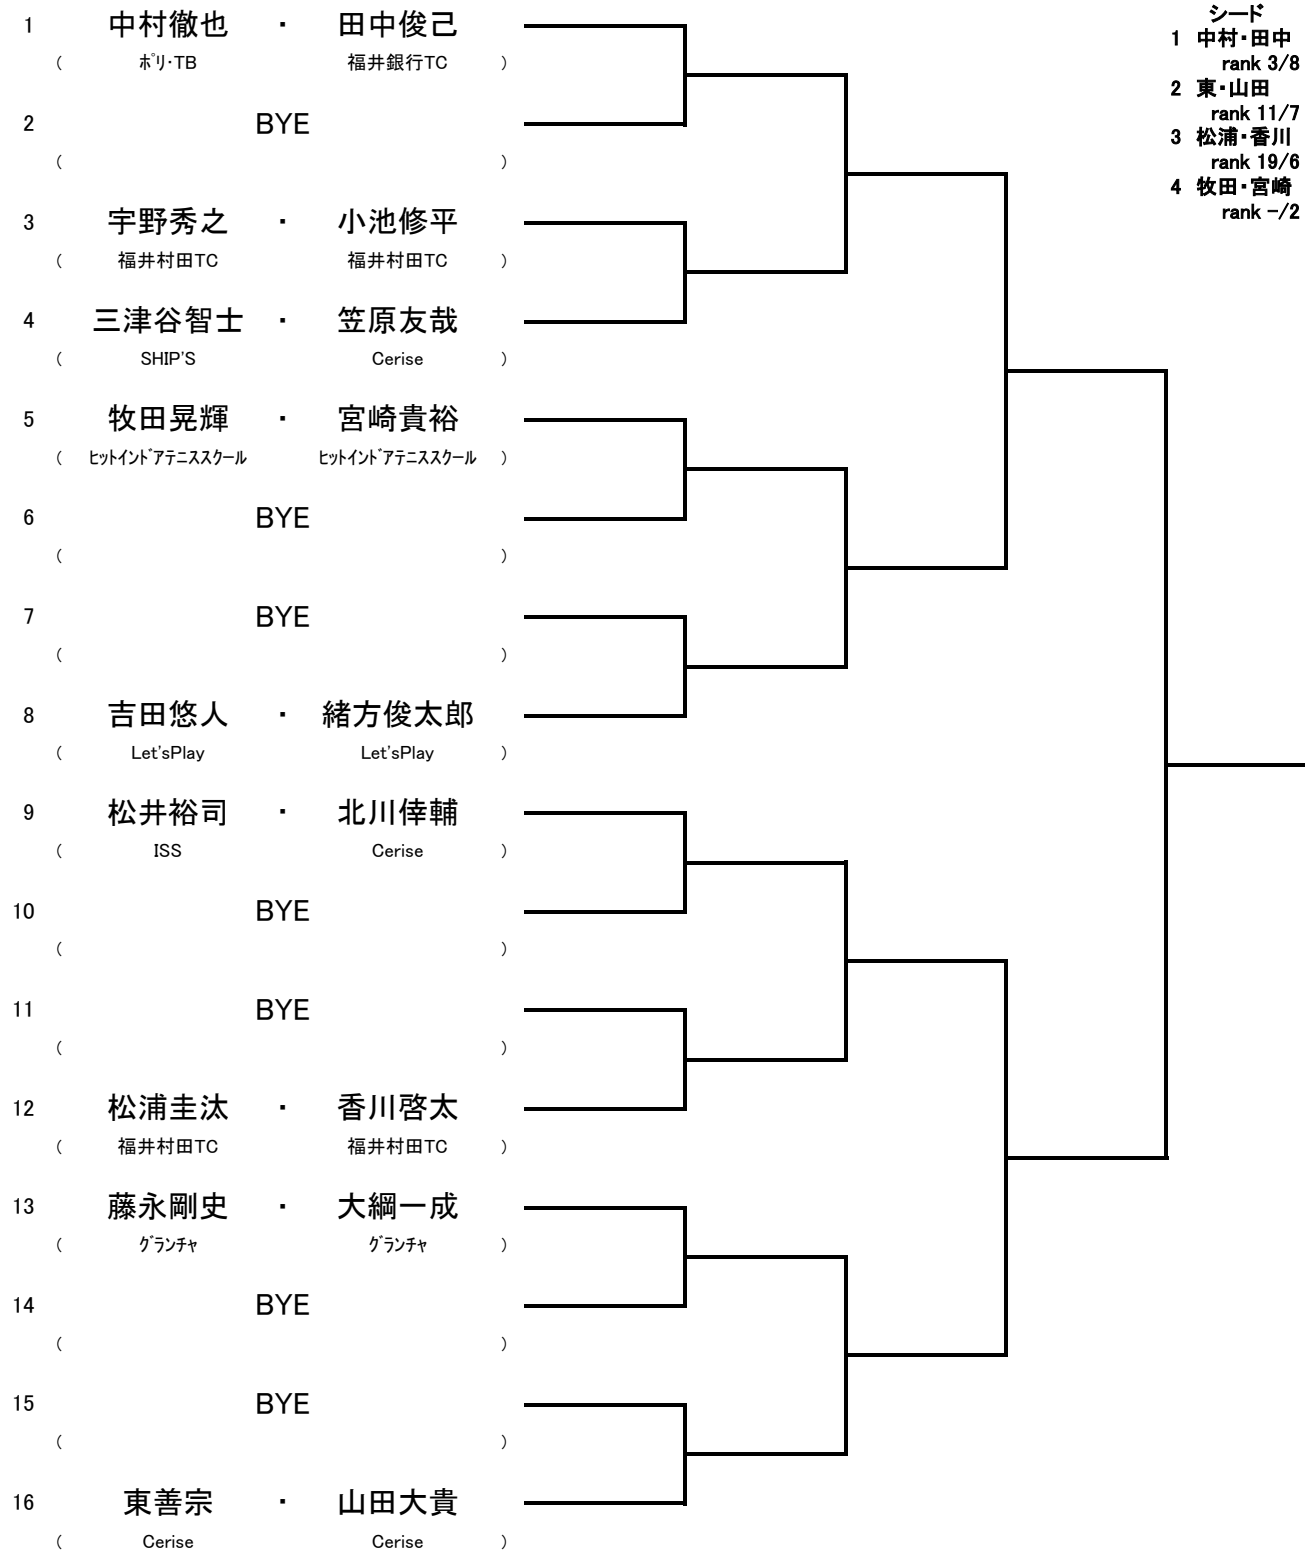 シード
1 中村・田中
rank 3/8
2 東・山田
rank 11/7
3 松浦・香川
rank 19/6
4 牧田・宮崎
rank -/2
1 中村徹也 ・ 田中俊己
( ﾎﾟﾘ・TB 福井銀行TC )
2 BYE
( )
3 宇野秀之 ・ 小池修平
( 福井村田TC 福井村田TC )
4 三津谷智士 ・ 笠原友哉
( SHIP'S Cerise )
5 牧田晃輝 ・ 宮崎貴裕
( ﾋｯﾄｲﾝﾄﾞｱﾃﾆｽｽｸｰﾙ ﾋｯﾄｲﾝﾄﾞｱﾃﾆｽｽｸｰﾙ )
6 BYE
( )
7 BYE
( )
8 吉田悠人 ・ 緒方俊太郎
( Let'sPlay Let'sPlay )
9 松井裕司 ・ 北川倖輔
( ISS Cerise )
10 BYE
( )
11 BYE
( )
12 松浦圭汰 ・ 香川啓太
( 福井村田TC 福井村田TC )
13 藤永剛史 ・ 大綱一成
( ｸﾞﾗﾝﾁｬ ｸﾞﾗﾝﾁｬ )
14 BYE
( )
15 BYE
( )
16 東善宗 ・ 山田大貴
( Cerise Cerise )